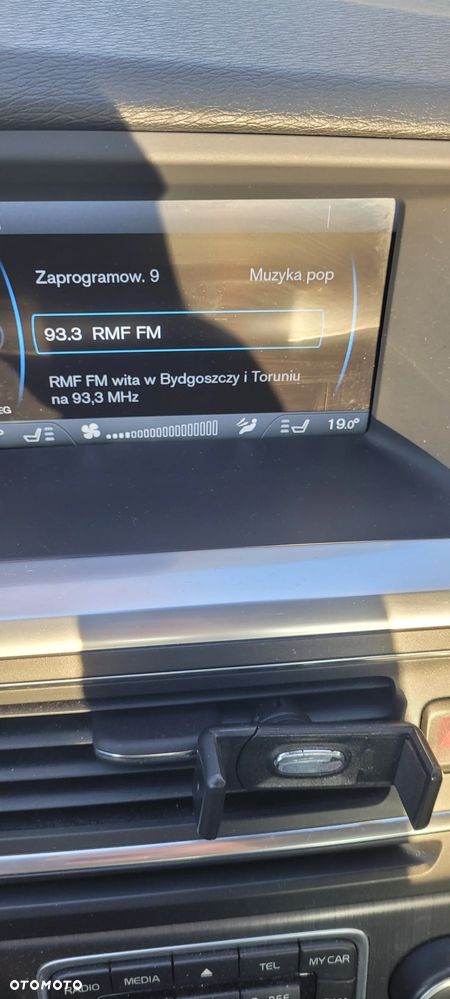 Zaprogramow. 9
Muzyka pop
93.3 RMF FM
RMF FM wita w Bydgoszczy i Toruniu
na 93,3 MHz
EG
19.0°
RADIO
MEDIA
TEL
MY CAR
OTOMOTO